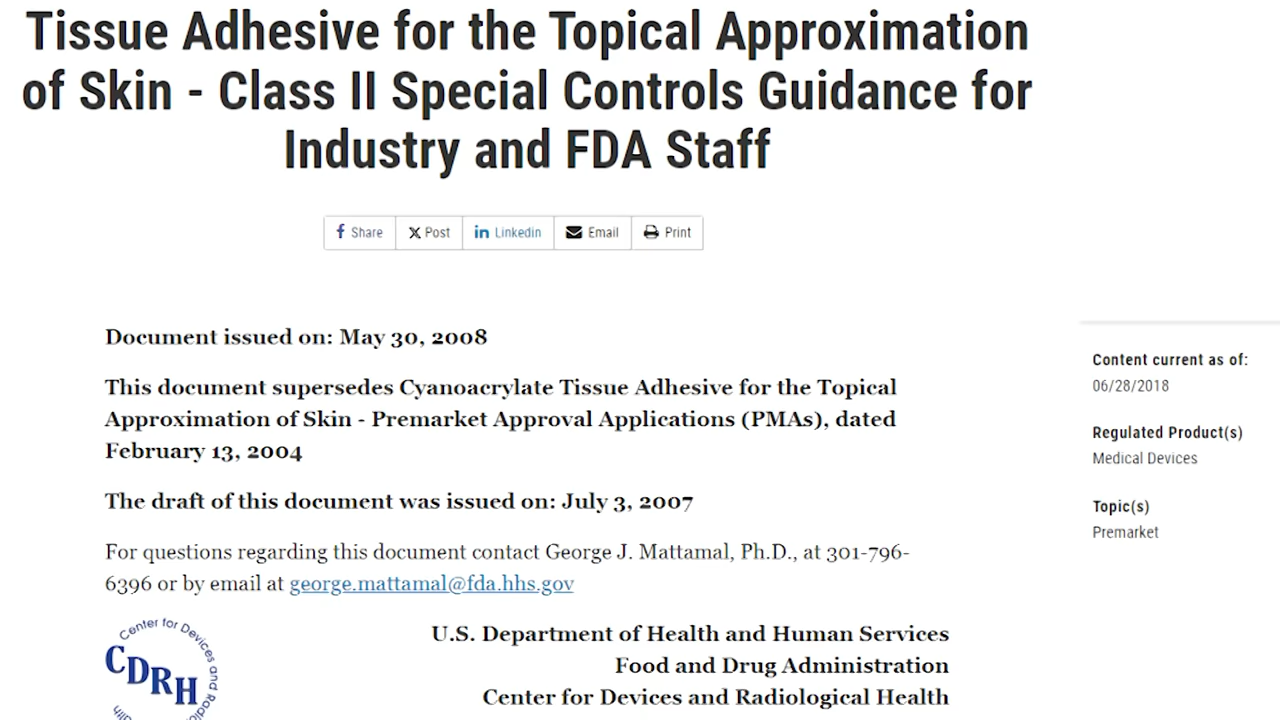 Tissue Adhesive for the Topical Approximation
of Skin - Class II Special Controls Guidance for
Industry and FDA Staff
Share Post Linkedin Email Print
Document issued on: May 30, 2008
This document supersedes Cyanoacrylate Tissue Adhesive for the Topical
Approximation of Skin - Premarket Approval Applications (PMAs), dated
February 13, 2004
The draft of this document was issued on: July 3, 2007
For questions regarding this document contact George J. Mattamal, Ph.D., at 301-796-
6396 or by email at george.mattamal@fda.hhs.gov
Center for Devices and
CDRH
U.S. Department of Health and Human Services
Food and Drug Administration
Center for Devices and Radiological Health
Content current as of:
06/28/2018
Regulated Product(s)
Medical Devices
Topic(s)
Premarket